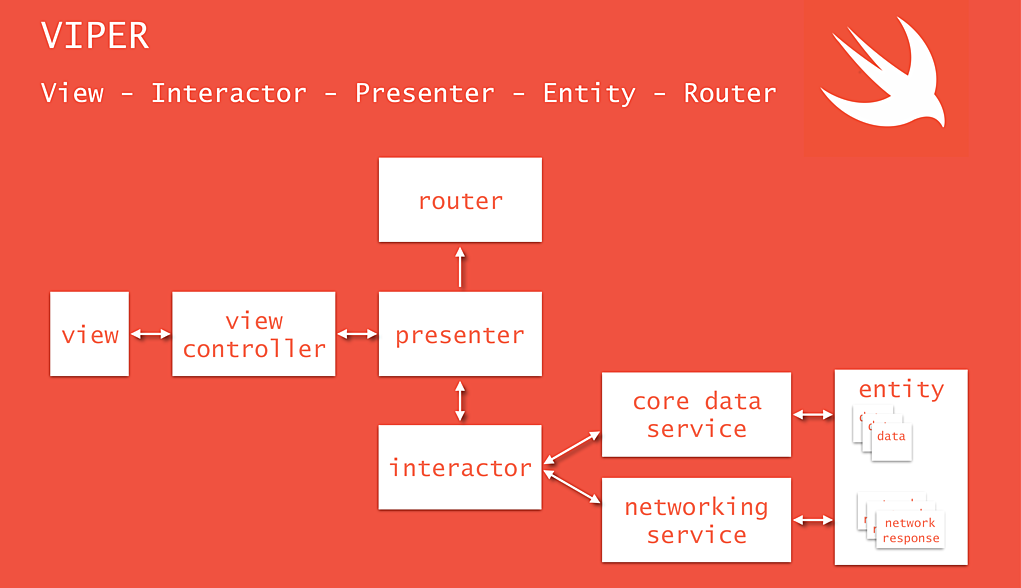 VIPER
View – Interactor – Presenter – Entity – Router
router
view
view
controller
presenter
interactor
core data
service
networking
service
entity
data
network
response